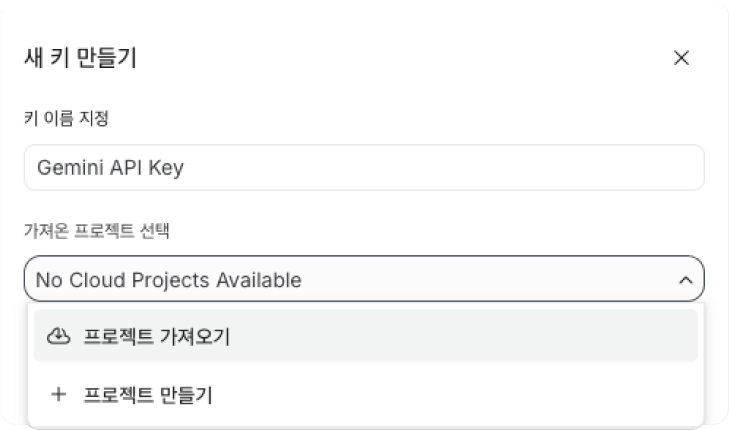 새 키 만들기
키 이름 지정
Gemini API Key
가져온 프로젝트 선택
No Cloud Projects Available
프로젝트 가져오기
프로젝트 만들기